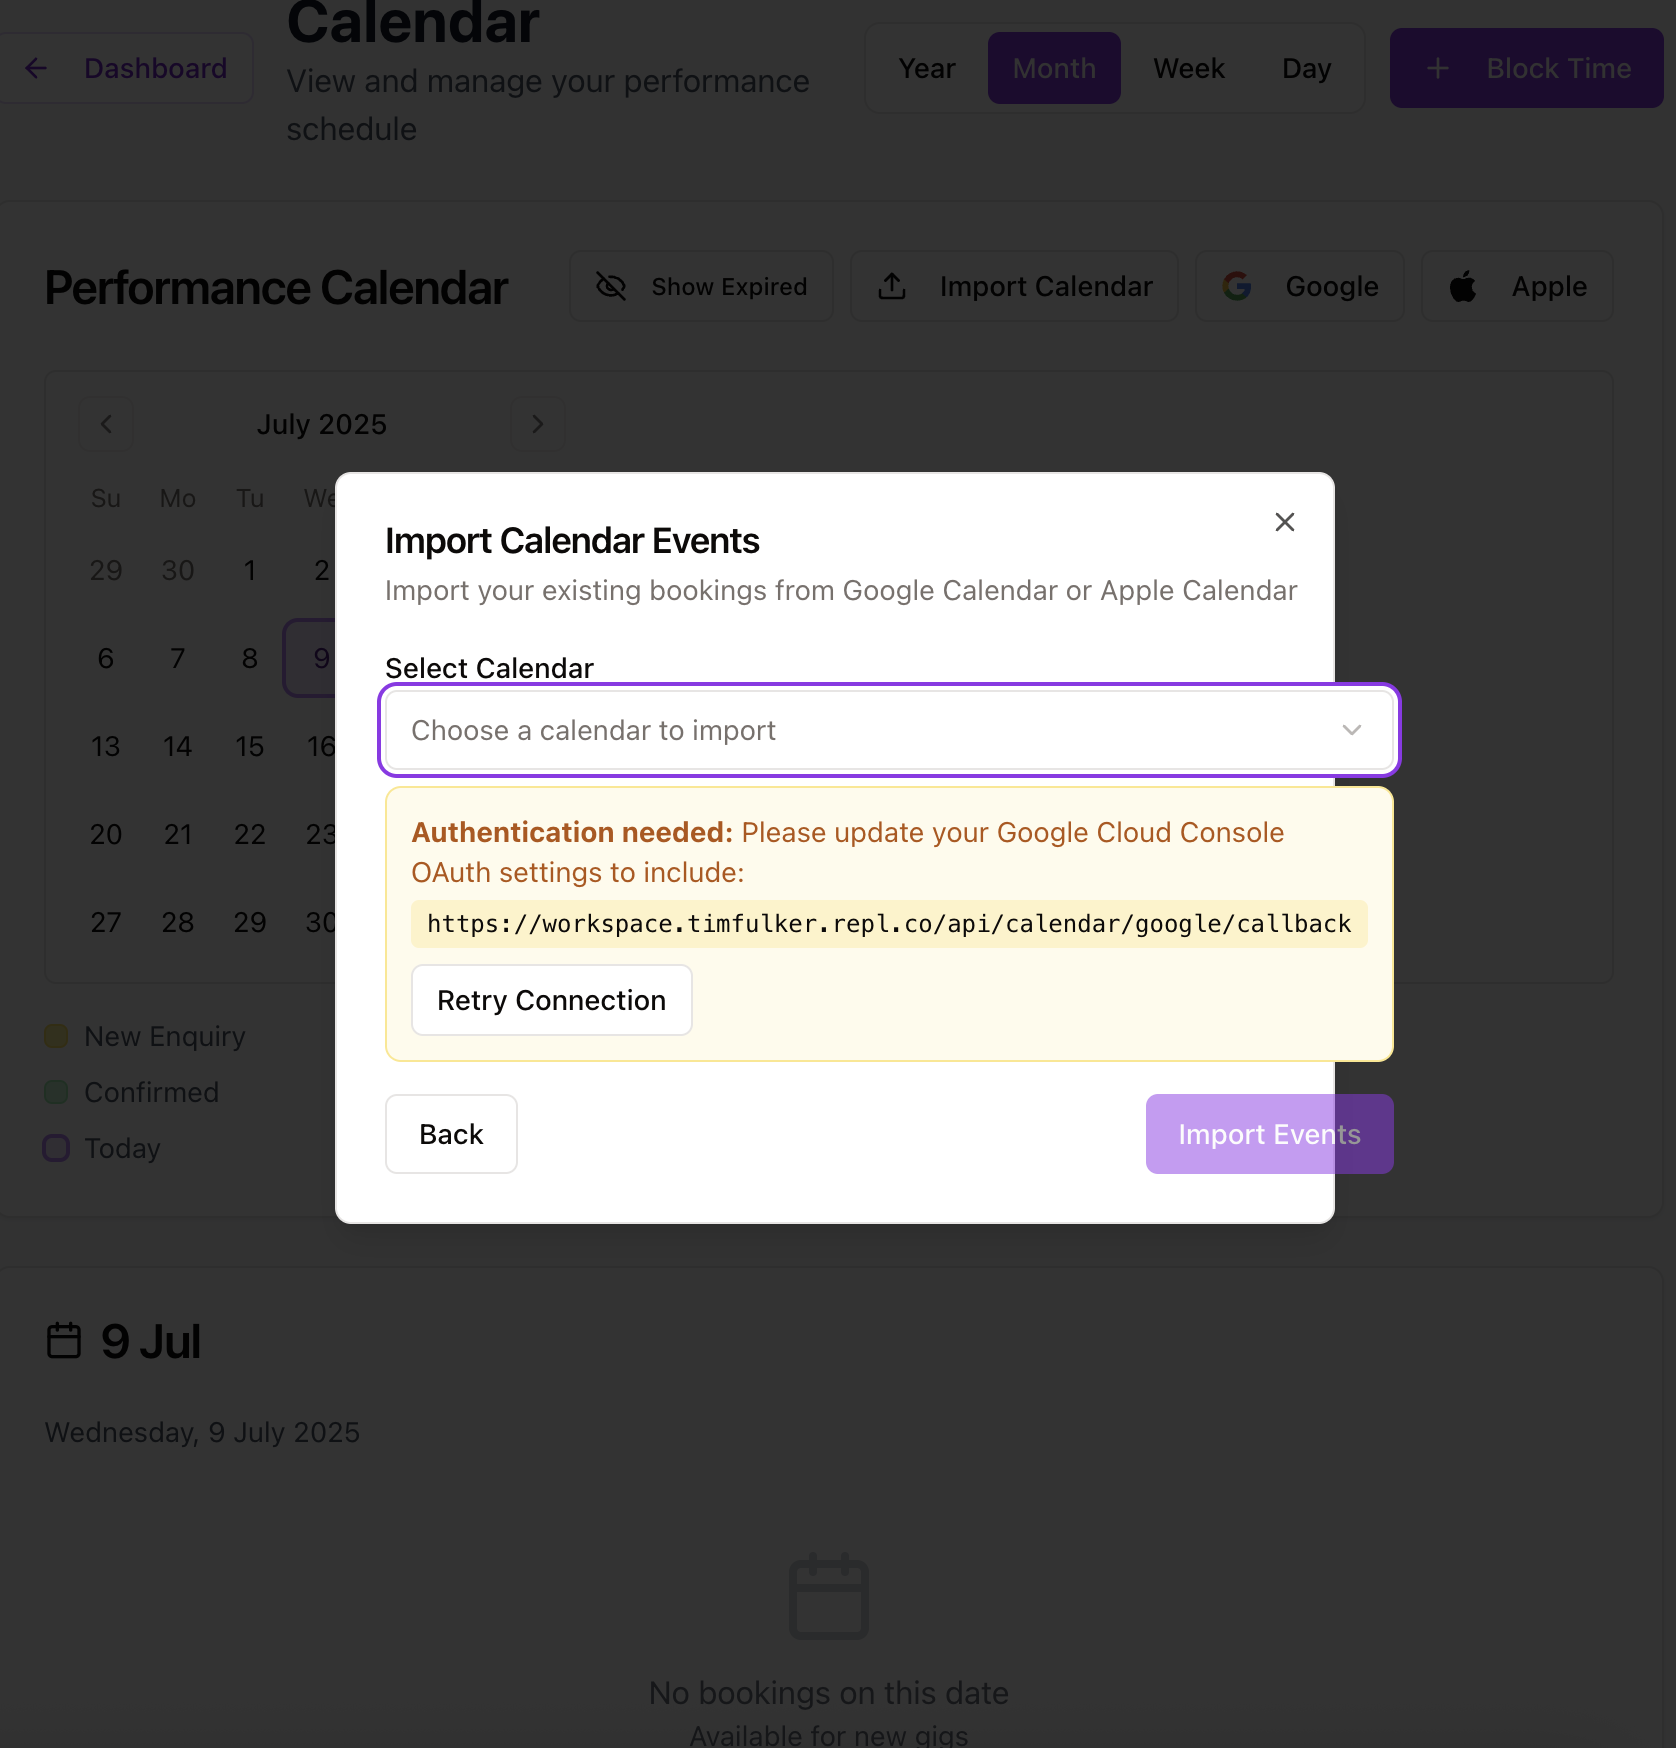 Dashboard
Calendar
View and manage your performance
schedule
Year Month Week Day
Block Time
Performance Calendar
Show Expired
Import Calendar
Google
Apple
July 2025
Su Mo Tu We
29 30 1 2
6 7 8 9
13 14 15 16
20 21 22 23
27 28 29 30
Import Calendar Events
Import your existing bookings from Google Calendar or Apple Calendar
Select Calendar
Choose a calendar to import
Authentication needed: Please update your Google Cloud Console
OAuth settings to include:
https://workspace.timfulker.repl.co/api/calendar/google/callback
Retry Connection
Back
Import Events
New Enquiry
Confirmed
Today
9 Jul
Wednesday, 9 July 2025
No bookings on this date
Available for new gigs